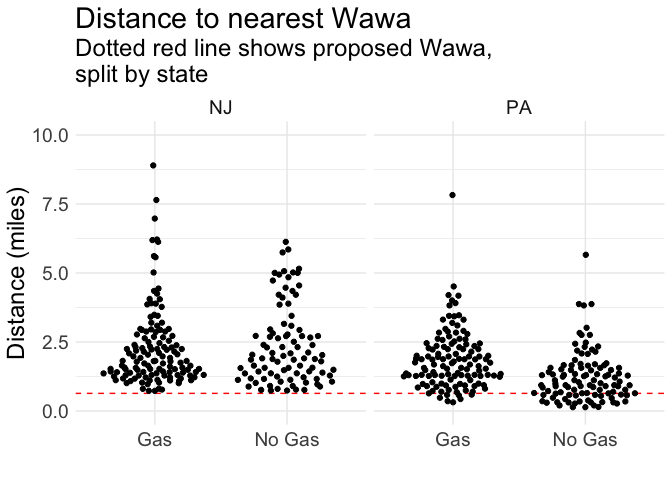 Distance to nearest Wawa
Dotted red line shows proposed Wawa,
split by state
NJ
PA
Distance (miles)
10.0
7.5
5.0
2.5
0.0
Gas
No Gas
Gas
No Gas